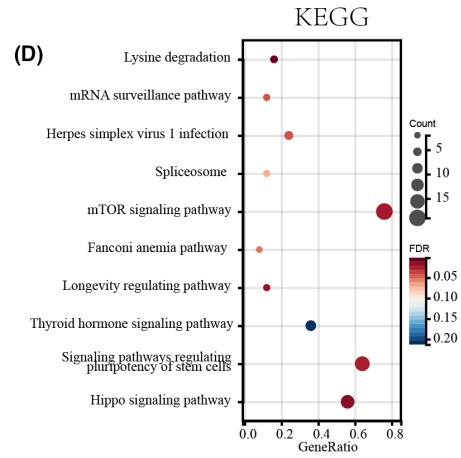 KEGG
(D)
Lysine degradation
mRNA surveillance pathway
Herpes simplex virus 1 infection
Spliceosome
mTOR signaling pathway
Fanconi anemia pathway
Longevity regulating pathway
Thyroid hormone signaling pathway
Signaling pathways regulating
pluripotency of stem cells
Hippo signaling pathway
0.0 0.2 0.4 0.6 0.8
GeneRatio
Count
5
10
15
FDR
0.05
0.10
0.15
0.20